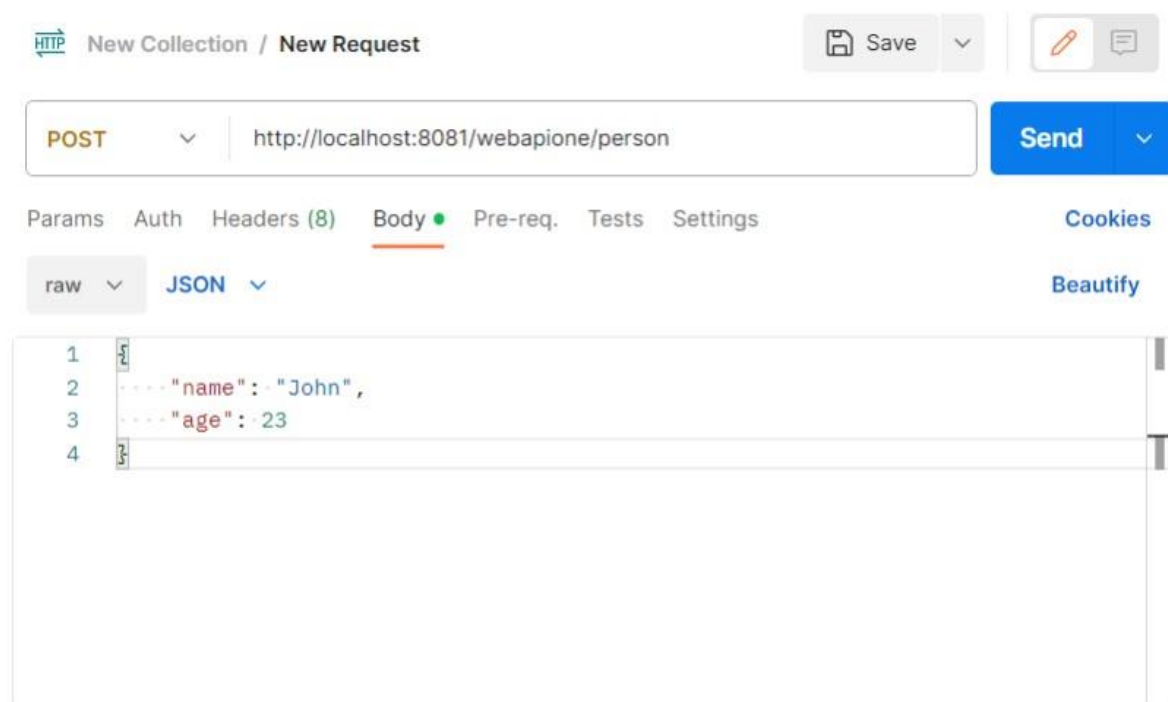 HTTP New Collection / New Request Save
POST http://localhost:8081/webapione/person Send
Params Auth Headers (8) Body Pre-req. Tests Settings Cookies
raw JSON Beautify
1 {
2 "name": "John",
3 "age": 23
4 }